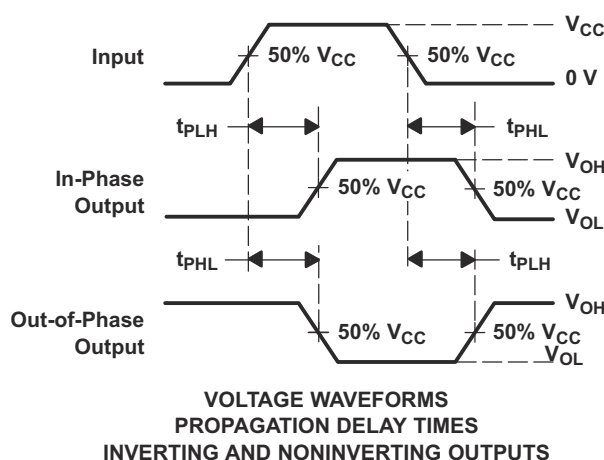 V_CC
Input 50% V_CC 50% V_CC
0 V
t_PLH t_PHL
V_OH
In-Phase
Output 50% V_CC 50% V_CC
V_OL
t_PHL t_PLH
V_OH
Out-of-Phase
Output 50% V_CC 50% V_CC
V_OL
VOLTAGE WAVEFORMS
PROPAGATION DELAY TIMES
INVERTING AND NONINVERTING OUTPUTS